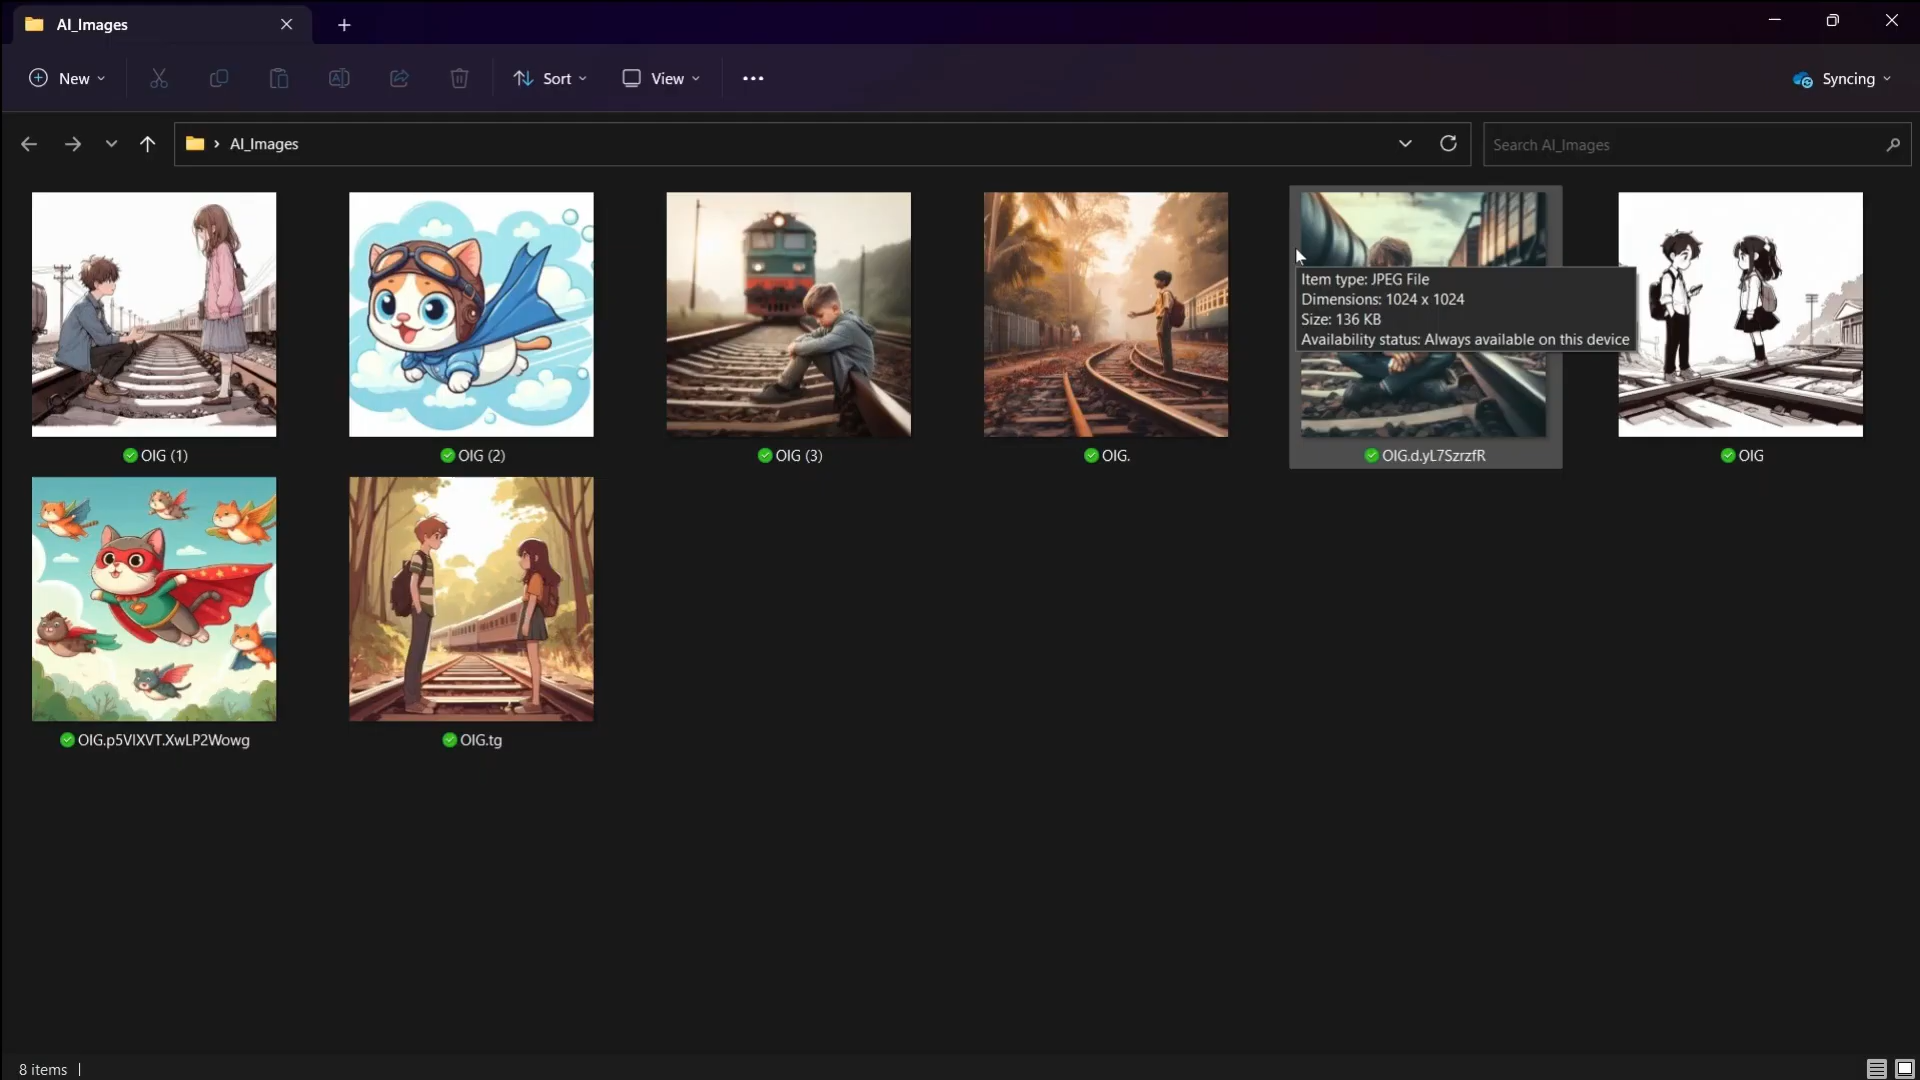 AI_Images
New
Sort
View
Syncing
AI_Images
Search AI_Images
Item type: JPEG File
Dimensions: 1024 x 1024
Size: 136 KB
Availability status: Always available on this device
OIG (1)
OIG (2)
OIG (3)
OIG.
OIG.d.yL7SzrzfR
OIG
OIG.p5VlXVT.XwLP2Wowg
OIG.tg
8 items